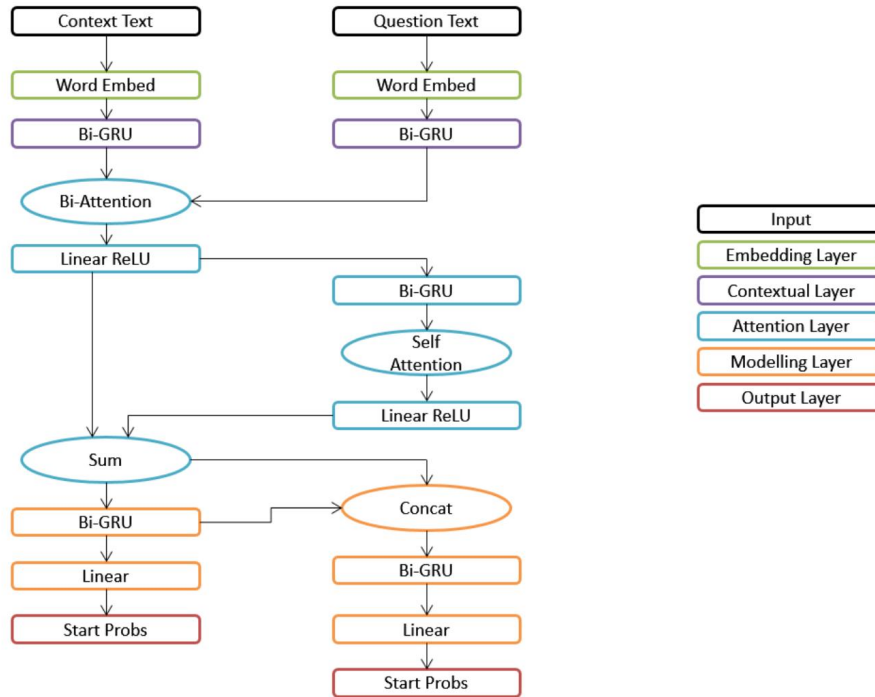 Context Text
Question Text
Word Embed
Word Embed
Bi-GRU
Bi-GRU
Bi-Attention
Linear ReLU
Bi-GRU
Self
Attention
Linear ReLU
Sum
Concat
Bi-GRU
Bi-GRU
Linear
Linear
Start Probs
Start Probs
Input
Embedding Layer
Contextual Layer
Attention Layer
Modelling Layer
Output Layer